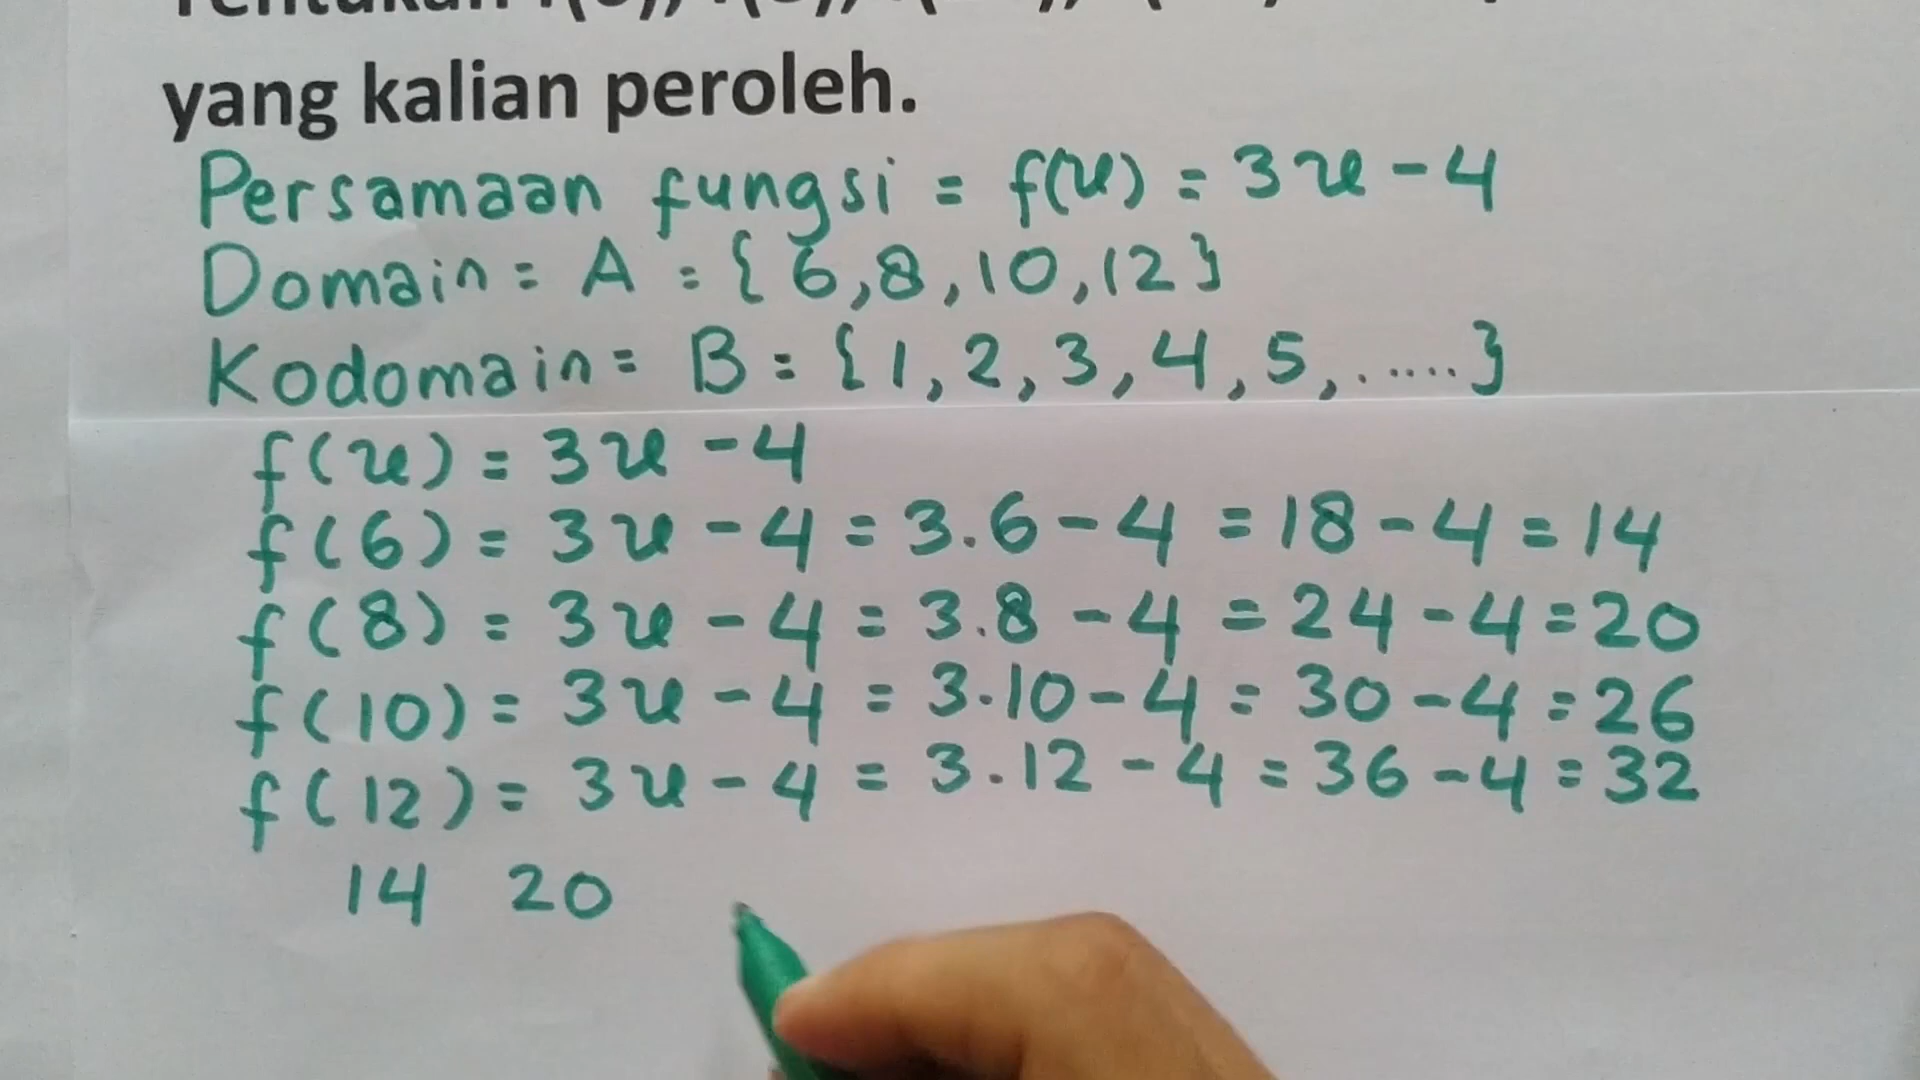 yang kalian peroleh.
Persamaan fungsi = f(x) = 3x - 4
Domain = A = {6, 8, 10, 12}
Kodomain = B = {1, 2, 3, 4, 5, ......}
f(x) = 3x - 4
f(6) = 3x - 4 = 3.6 - 4 = 18 - 4 = 14
f(8) = 3x - 4 = 3.8 - 4 = 24 - 4 = 20
f(10) = 3x - 4 = 3.10 - 4 = 30 - 4 = 26
f(12) = 3x - 4 = 3.12 - 4 = 36 - 4 = 32
14 20